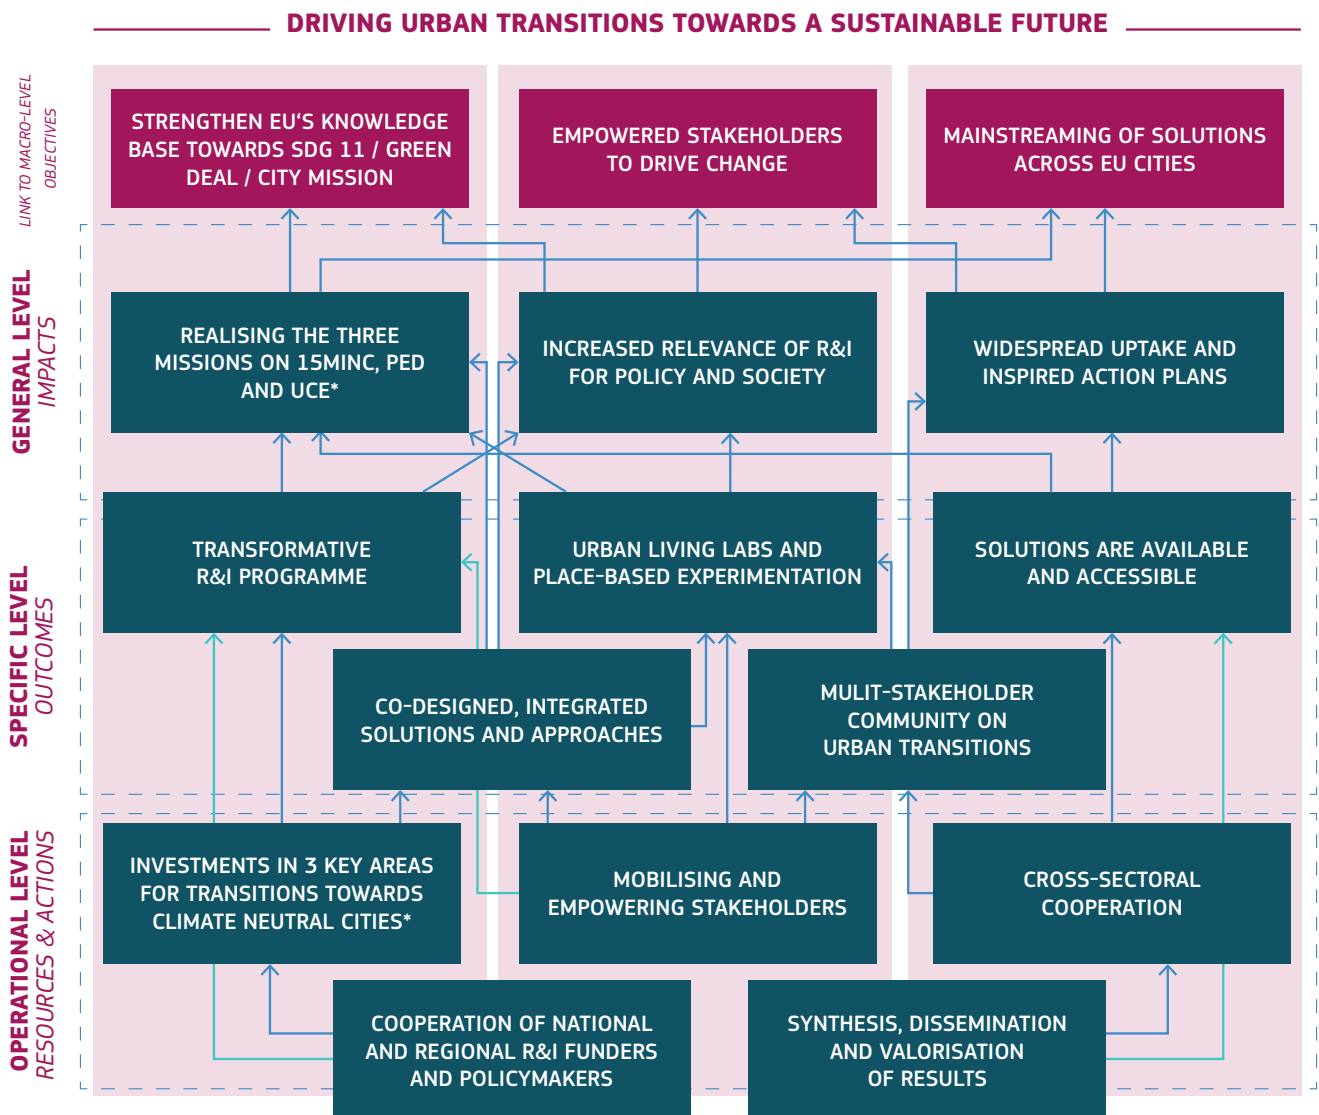 DRIVING URBAN TRANSITIONS TOWARDS A SUSTAINABLE FUTURE
LINK TO MACRO-LEVEL
OBJECTIVES
STRENGTHEN EU‘S KNOWLEDGE
BASE TOWARDS SDG 11 / GREEN
DEAL / CITY MISSION
EMPOWERED STAKEHOLDERS
TO DRIVE CHANGE
MAINSTREAMING OF SOLUTIONS
ACROSS EU CITIES
GENERAL LEVEL
IMPACTS
REALISING THE THREE
MISSIONS ON 15MINC, PED
AND UCE*
INCREASED RELEVANCE OF R&I
FOR POLICY AND SOCIETY
WIDESPREAD UPTAKE AND
INSPIRED ACTION PLANS
SPECIFIC LEVEL
OUTCOMES
TRANSFORMATIVE
R&I PROGRAMME
URBAN LIVING LABS AND
PLACE-BASED EXPERIMENTATION
SOLUTIONS ARE AVAILABLE
AND ACCESSIBLE
CO-DESIGNED, INTEGRATED
SOLUTIONS AND APPROACHES
MULIT-STAKEHOLDER
COMMUNITY ON
URBAN TRANSITIONS
OPERATIONAL LEVEL
RESOURCES & ACTIONS
INVESTMENTS IN 3 KEY AREAS
FOR TRANSITIONS TOWARDS
CLIMATE NEUTRAL CITIES*
MOBILISING AND
EMPOWERING STAKEHOLDERS
CROSS-SECTORAL
COOPERATION
COOPERATION OF NATIONAL
AND REGIONAL R&I FUNDERS
AND POLICYMAKERS
SYNTHESIS, DISSEMINATION
AND VALORISATION
OF RESULTS